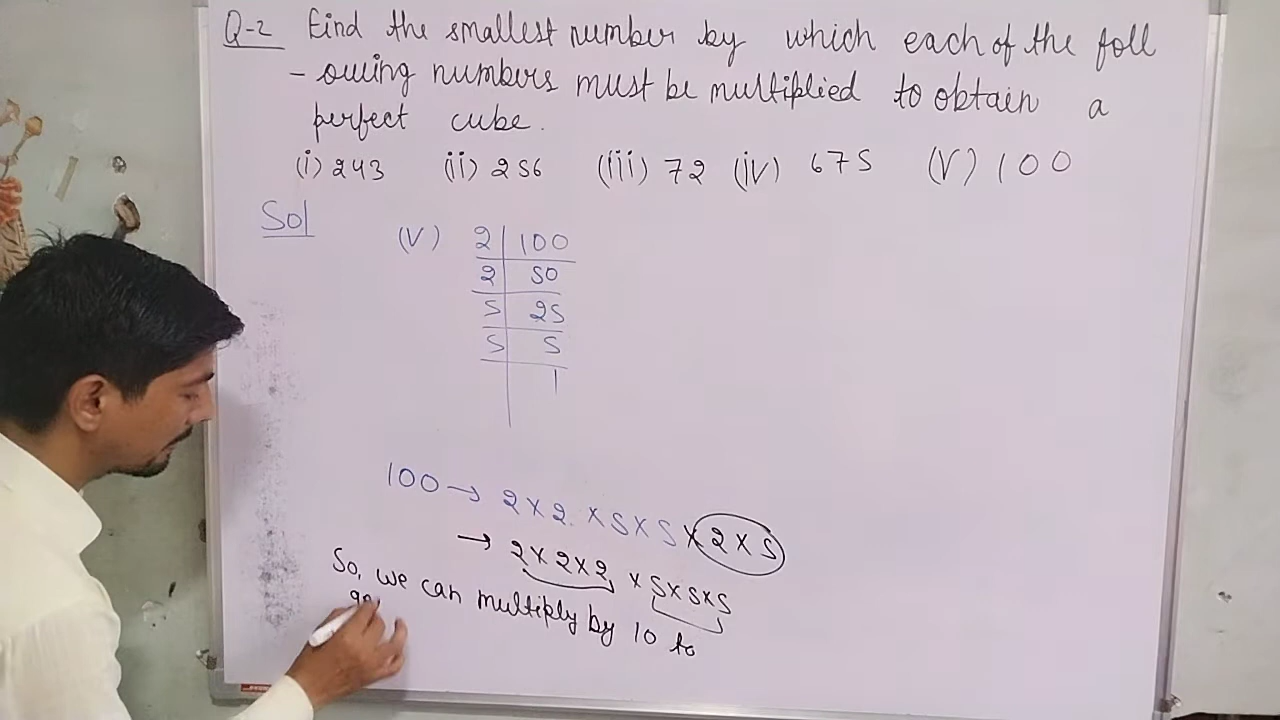 Q-2 Find the smallest number by which each of the foll
- owing numbers must be multiplied to obtain a
perfect cube.
(i) 243 (ii) 256 (iii) 72 (iv) 675 (V) 100
Sol
(V) 2 | 100
2 | 50
5 | 25
5 | 5
1
100 → 2 × 2 × 5 × 5 × 2 × 5
→ 2 × 2 × 2 × 5 × 5 × 5
So, we can multiply by 10 to